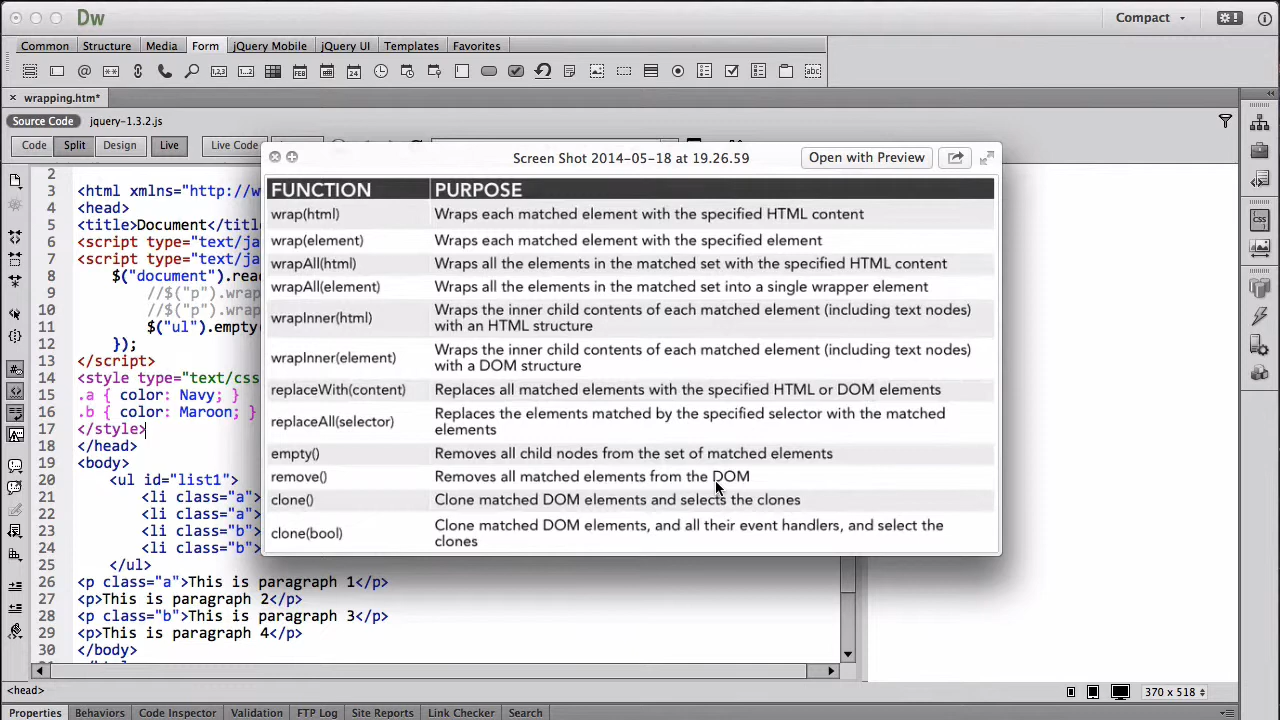 Dw
Compact
Common Structure Media Form jQuery Mobile jQuery UI Templates Favorites
wrapping.htm*
Source Code jquery-1.3.2.js
Code Split Design Live Live Code
Screen Shot 2014-05-18 at 19.26.59 Open with Preview
FUNCTION PURPOSE
wrap(html) Wraps each matched element with the specified HTML content
wrap(element) Wraps each matched element with the specified element
wrapAll(html) Wraps all the elements in the matched set with the specified HTML content
wrapAll(element) Wraps all the elements in the matched set into a single wrapper element
wrapInner(html) Wraps the inner child contents of each matched element (including text nodes)
with an HTML structure
wrapInner(element) Wraps the inner child contents of each matched element (including text nodes)
with a DOM structure
replaceWith(content) Replaces all matched elements with the specified HTML or DOM elements
replaceAll(selector) Replaces the elements matched by the specified selector with the matched
elements
empty() Removes all child nodes from the set of matched elements
remove() Removes all matched elements from the DOM
clone() Clone matched DOM elements and selects the clones
clone(bool) Clone matched DOM elements, and all their event handlers, and select the
clones
2
3 <html xmlns="http://w
4 <head>
5 <title>Document</title
6 <script type="text/ja
7 <script type="text/ja
8 $("document").rea
9 //$("p").wrap
10 //$("p").wrap
11 $("ul").empty(
12 });
13 </script>
14 <style type="text/css
15 .a { color: Navy; }
16 .b { color: Maroon; }
17 </style>
18 </head>
19 <body>
20 <ul id="list1">
21 <li class="a">
22 <li class="b">
23 <li class="a">
24 <li class="b">
25 </ul>
26 <p class="a">This is paragraph 1</p>
27 <p>This is paragraph 2</p>
28 <p class="b">This is paragraph 3</p>
29 <p>This is paragraph 4</p>
30 </body>
<head> 370 x 518
Properties Behaviors Code Inspector Validation FTP Log Site Reports Link Checker Search